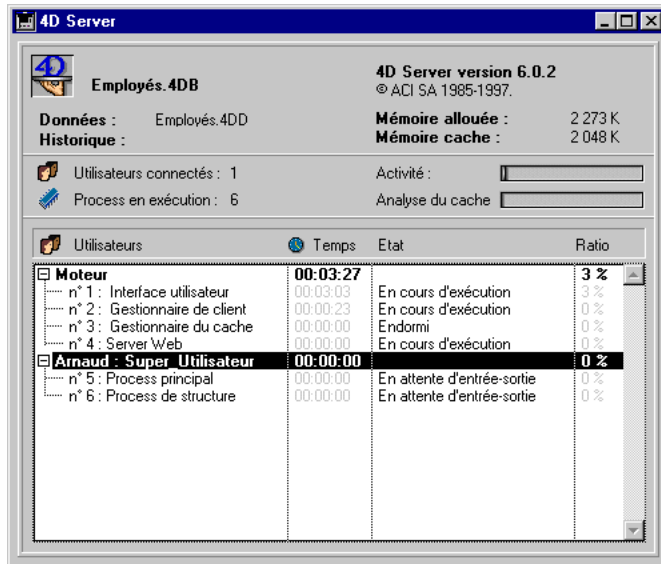 4D Server
4D
Employés.4DB
4D Server version 6.0.2
© ACI SA 1985-1997.
Données : Employés.4DD
Historique :
Mémoire allouée : 2 273 K
Mémoire cache : 2 048 K
Utilisateurs connectés : 1
Activité :
Process en exécution : 6
Analyse du cache
Utilisateurs Temps Etat Ratio
Moteur 00:03:27 3 %
n° 1 : Interface utilisateur 00:03:03 En cours d'exécution 3 %
n° 2 : Gestionnaire de client 00:00:23 En cours d'exécution 0 %
n° 3 : Gestionnaire du cache 00:00:00 Endormi 0 %
n° 4 : Server Web 00:00:00 En cours d'exécution 0 %
Arnaud : Super_Utilisateur 00:00:00 0 %
n° 5 : Process principal 00:00:00 En attente d'entrée-sortie 0 %
n° 6 : Process de structure 00:00:00 En attente d'entrée-sortie 0 %